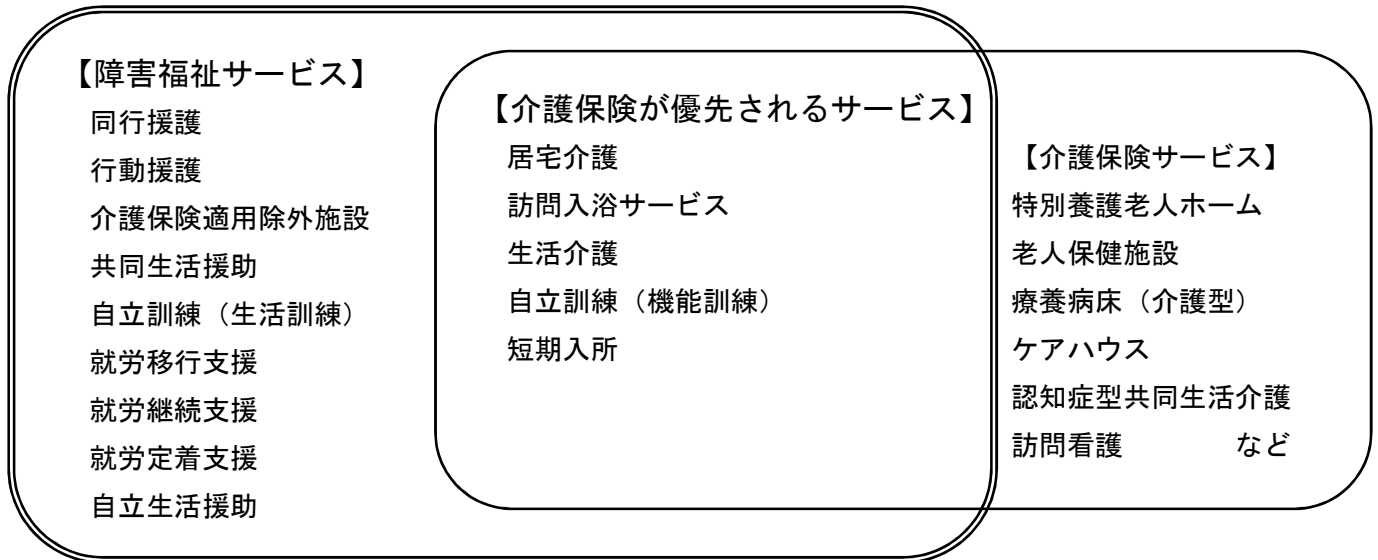 【障害福祉サービス】
同行援護
行動援護
介護保険適用除外施設
共同生活援助
自立訓練（生活訓練）
就労移行支援
就労継続支援
就労定着支援
自立生活援助
【介護保険が優先されるサービス】
居宅介護
訪問入浴サービス
生活介護
自立訓練（機能訓練）
短期入所
【介護保険サービス】
特別養護老人ホーム
老人保健施設
療養病床（介護型）
ケアハウス
認知症型共同生活介護
訪問看護　　　　など